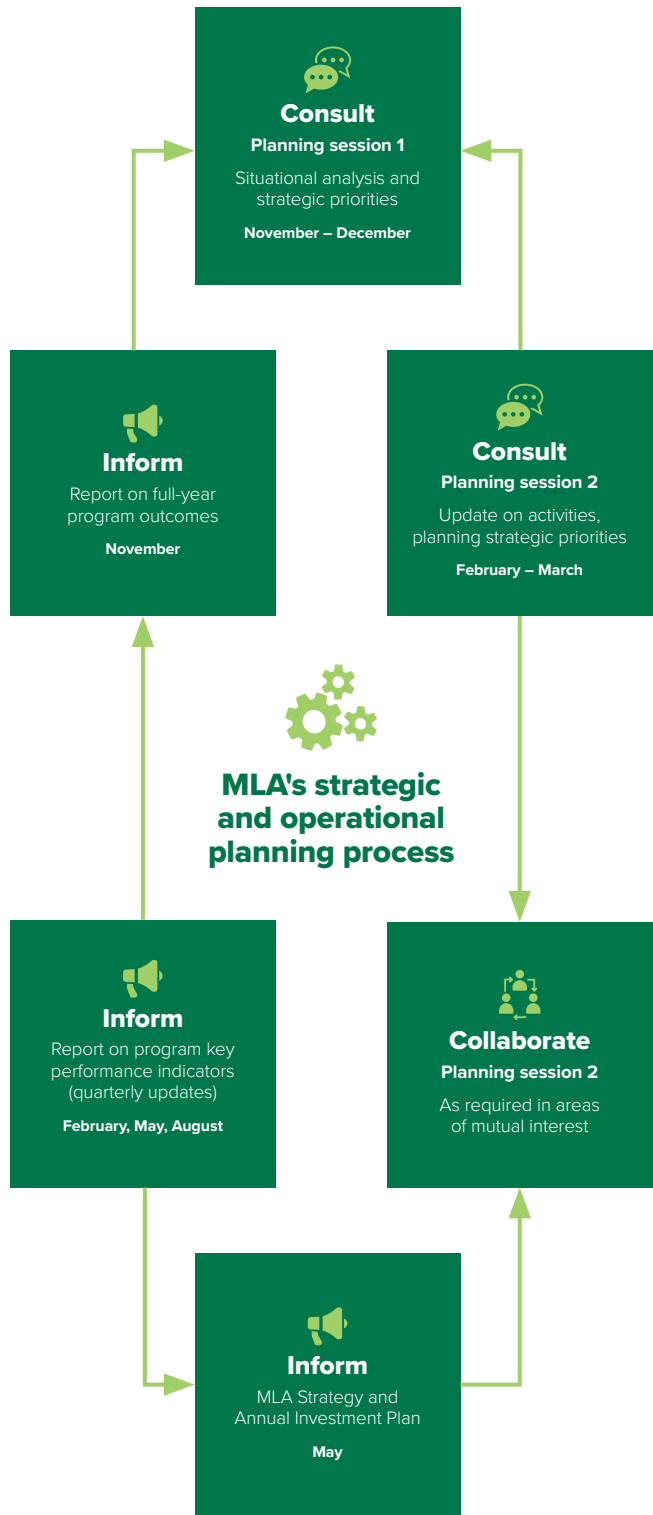 Consult
Planning session 1
Situational analysis and
strategic priorities
November – December
Inform
Report on full-year
program outcomes
November
Consult
Planning session 2
Update on activities,
planning strategic priorities
February – March
MLA's strategic
and operational
planning process
Inform
Report on program key
performance indicators
(quarterly updates)
February, May, August
Collaborate
Planning session 2
As required in areas
of mutual interest
Inform
MLA Strategy and
Annual Investment Plan
May